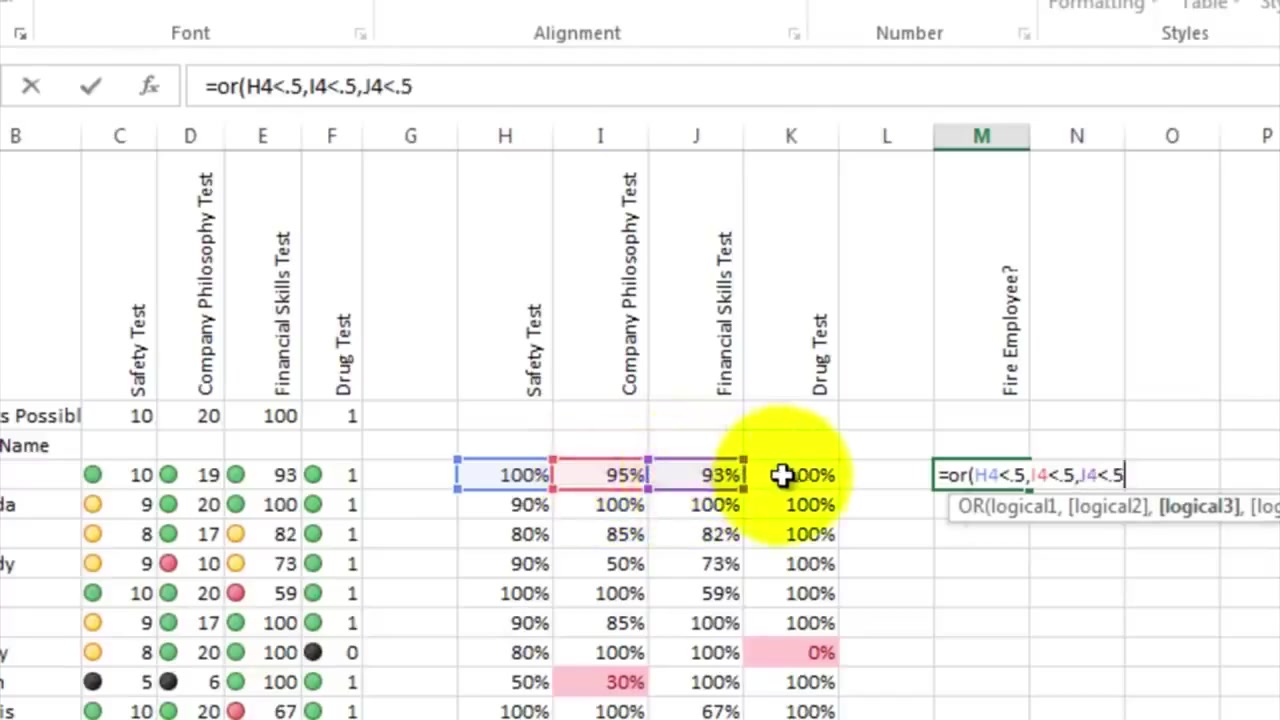 Formatting Table Sty
Font Alignment Number Styles
fx =or(H4<.5,I4<.5,J4<.5
B C D E F G H I J K L M N O P
Safety Test Company Philosophy Test Financial Skills Test Drug Test Safety Test Company Philosophy Test Financial Skills Test Drug Test Fire Employee?
s Possibl 10 20 100 1
Name
10 19 93 1 100% 95% 93% 100% =or(H4<.5,I4<.5,J4<.5
da 9 20 100 1 90% 100% 100% 100% OR(logical1, [logical2], [logical3], [log
8 17 82 1 80% 85% 82% 100%
dy 9 10 73 1 90% 50% 73% 100%
10 20 59 1 100% 100% 59% 100%
9 17 100 1 90% 85% 100% 100%
y 8 20 100 0 80% 100% 100% 0%
n 5 6 100 1 50% 30% 100% 100%
is 10 20 67 1 100% 100% 67% 100%